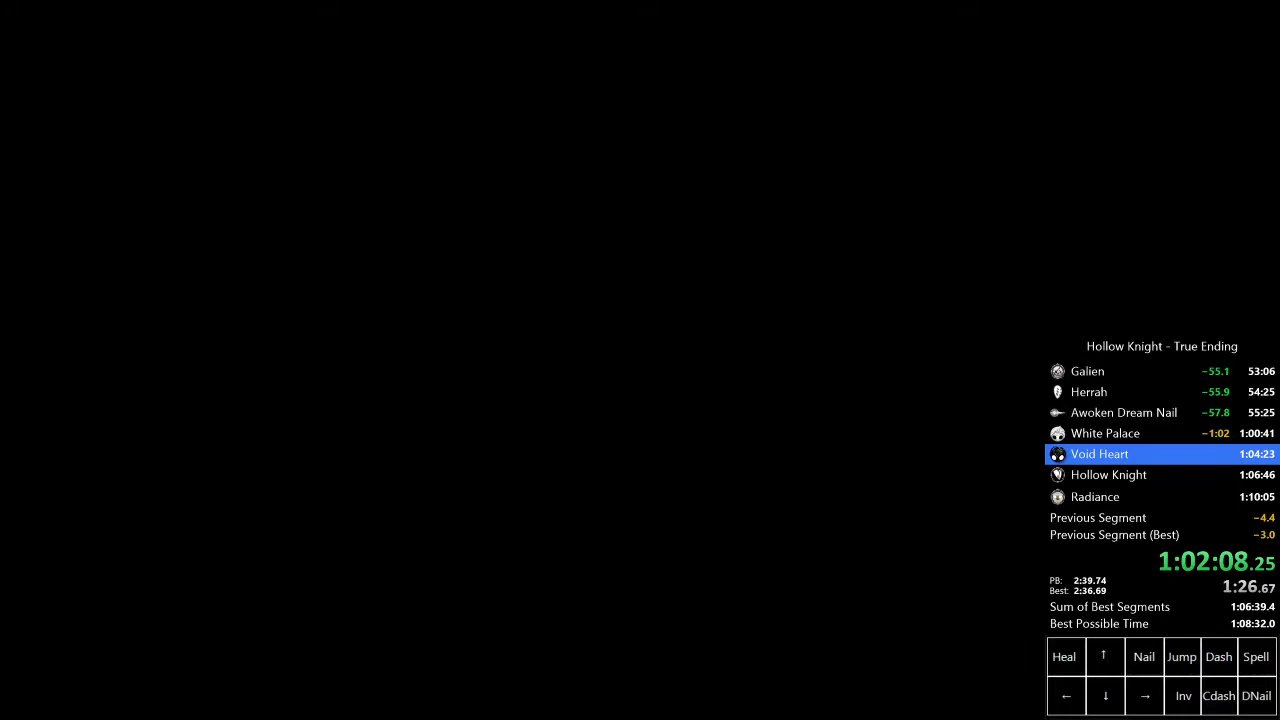 Hollow Knight - True Ending
Galien −55.1 53:06
Herrah −55.9 54:25
Awoken Dream Nail −57.8 55:25
White Palace −1:02 1:00:41
Void Heart 1:04:23
Hollow Knight 1:06:46
Radiance 1:10:05
Previous Segment −4.4
Previous Segment (Best) −3.0
1:02:08.25
PB: 2:39.74 1:26.67
Best: 2:36.69
Sum of Best Segments 1:06:39.4
Best Possible Time 1:08:32.0
Heal ↑ Nail Jump Dash Spell
← ↓ → Inv Cdash DNail